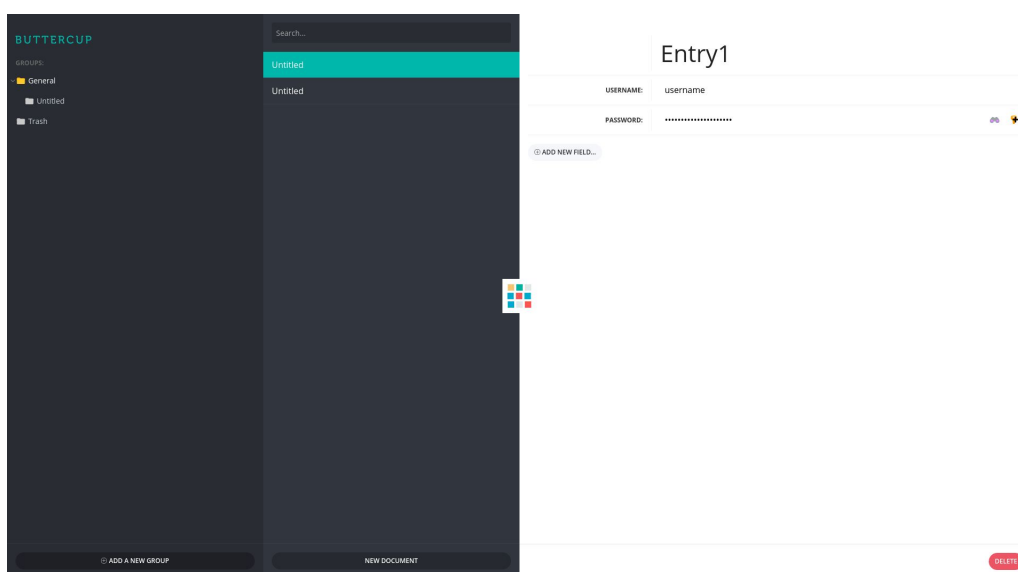 BUTTERCUP
GROUPS:
General
Untitled
Trash
ADD A NEW GROUP
Search...
Untitled
Untitled
NEW DOCUMENT
Entry1
USERNAME: username
PASSWORD: ••••••••••••••••••••
ADD NEW FIELD...
DELETE